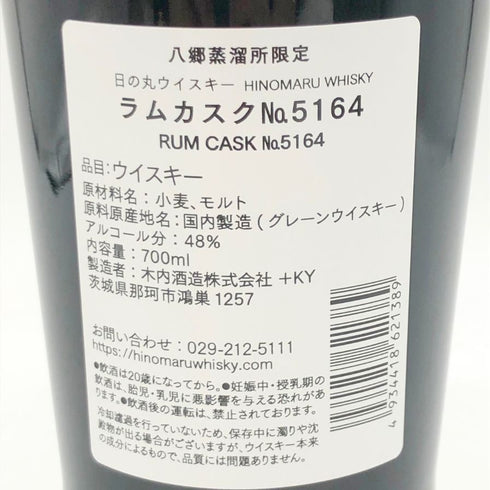 八郷蒸溜所限定
日の丸ウイスキー HINOMARU WHISKY
ラムカスク№5164
RUM CASK №5164
品目：ウイスキー
原材料名：小麦、モルト
原料原産地名：国内製造（グレーンウイスキー）
アルコール分：48％
内容量：700ml
製造者：木内酒造株式会社 +KY
茨城県那珂市鴻巣1257
お問い合わせ：029-212-5111
https://hinomaruwhisky.com/
●飲酒は20歳になってから。●妊娠中・授乳期の
飲酒は、胎児・乳児に悪影響を与える恐れがあ
ります。●飲酒後の運転は、禁止されております。
冷却濾過を行っていないため、保存中に濁りや沈
殿物が出る場合がございますが、ウイスキー本来
の成分によるもので、品質には問題ありません。
4 934418 621389